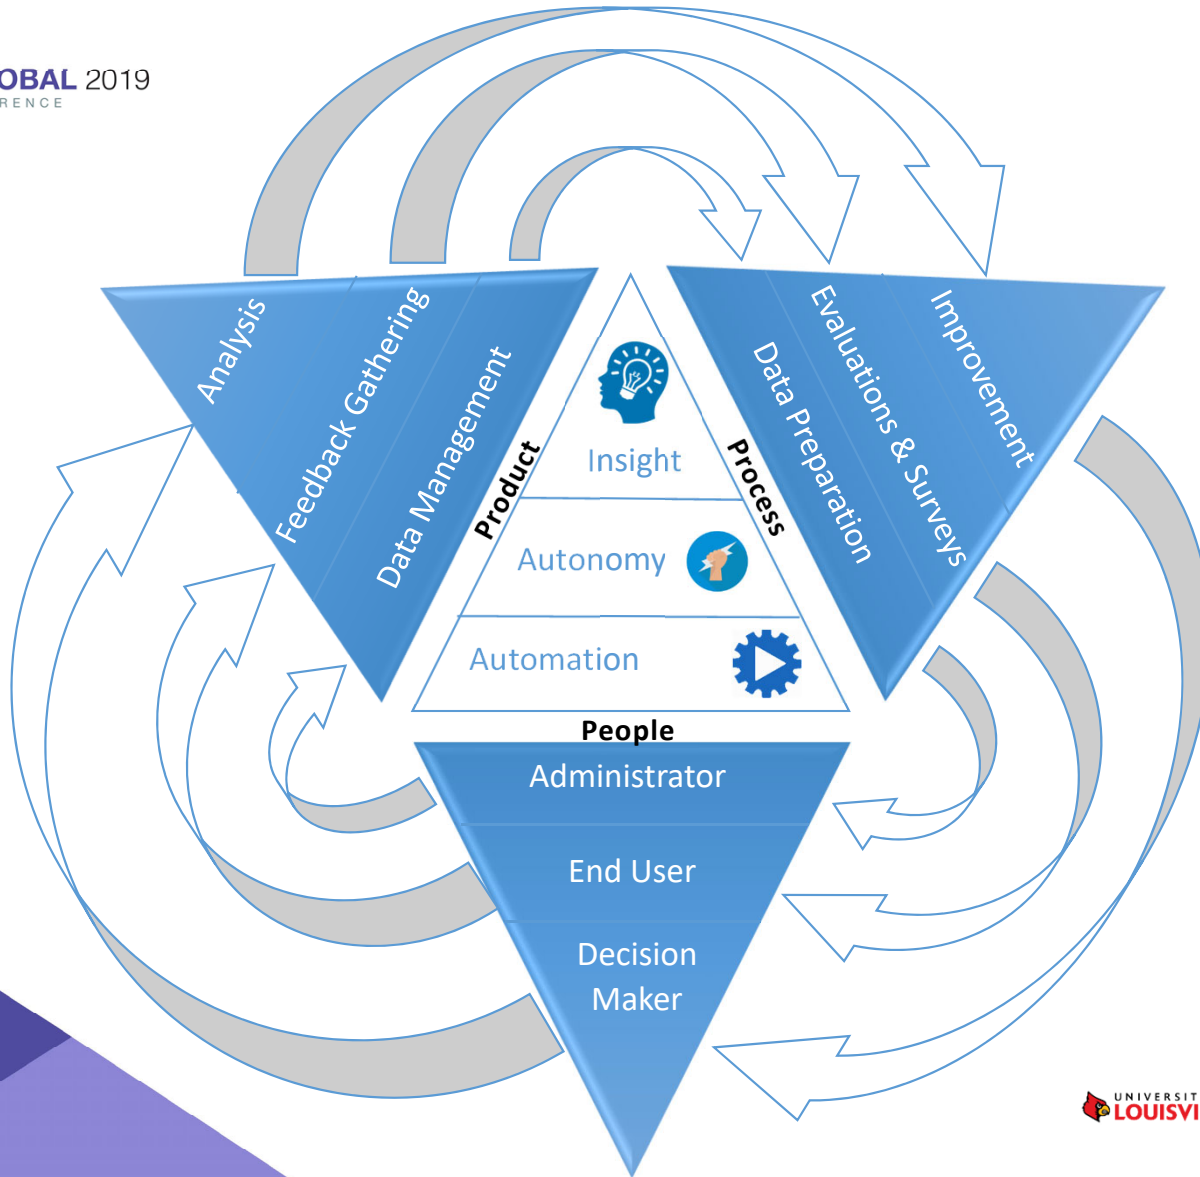 OBAL 2019
RENCE
Analysis
Feedback Gathering
Data Management
Product
Insight
Autonomy
Automation
Process
Data Preparation
Evaluations & Surveys
Improvement
People
Administrator
End User
Decision
Maker
UNIVERSIT
LOUISVI